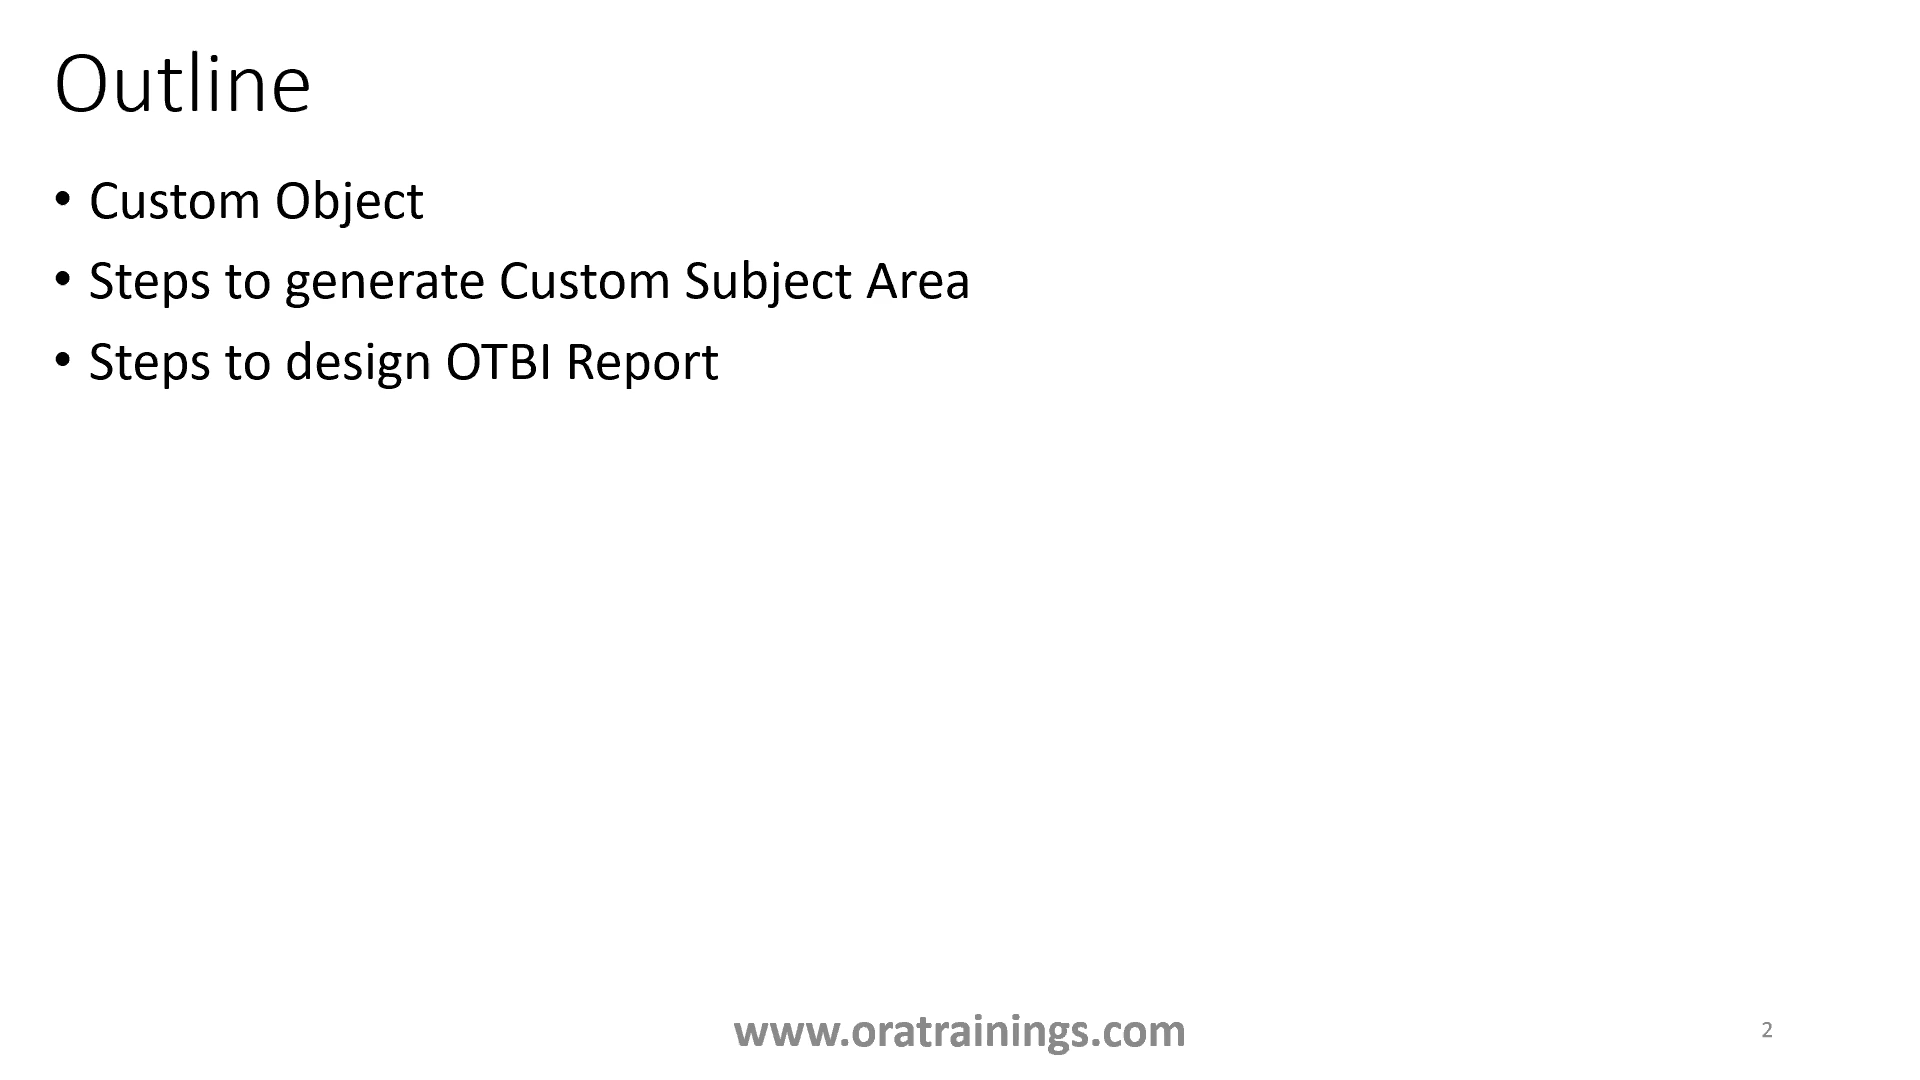 Outline
• Custom Object
• Steps to generate Custom Subject Area
• Steps to design OTBI Report
www.oratrainings.com
2